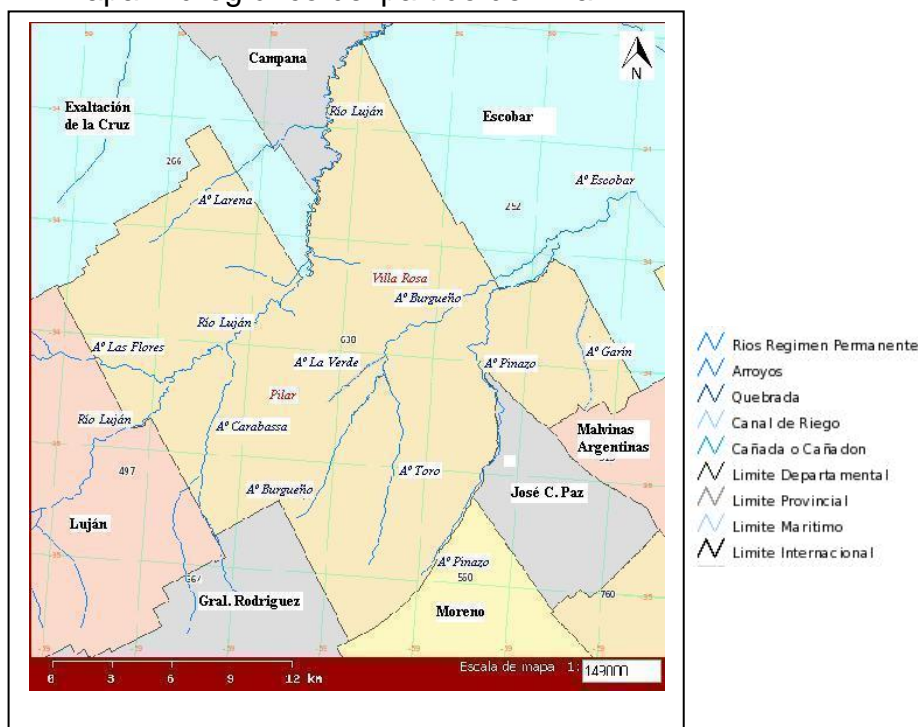 Campana
N
Exaltación
de la Cruz
Río Luján
Escobar
266
Aº Escobar
Aº Larena
252
Villa Rosa
Aº Burgueño
Río Luján
630
Aº Las Flores
Aº La Verde
Aº Pinazo
Aº Garín
Pilar
Río Luján
Aº Carabassa
Malvinas
Argentinas
497
Aº Toro
Aº Burgueño
José C. Paz
Luján
Aº Pinazo
560
Gral. Rodriguez
Moreno
760
Escala de mapa 1: 149000
0 3 6 9 12 km
Rios Regimen Permanente
Arroyos
Quebrada
Canal de Riego
Cañada o Cañadon
Limite Departamental
Limite Provincial
Limite Maritimo
Limite Internacional